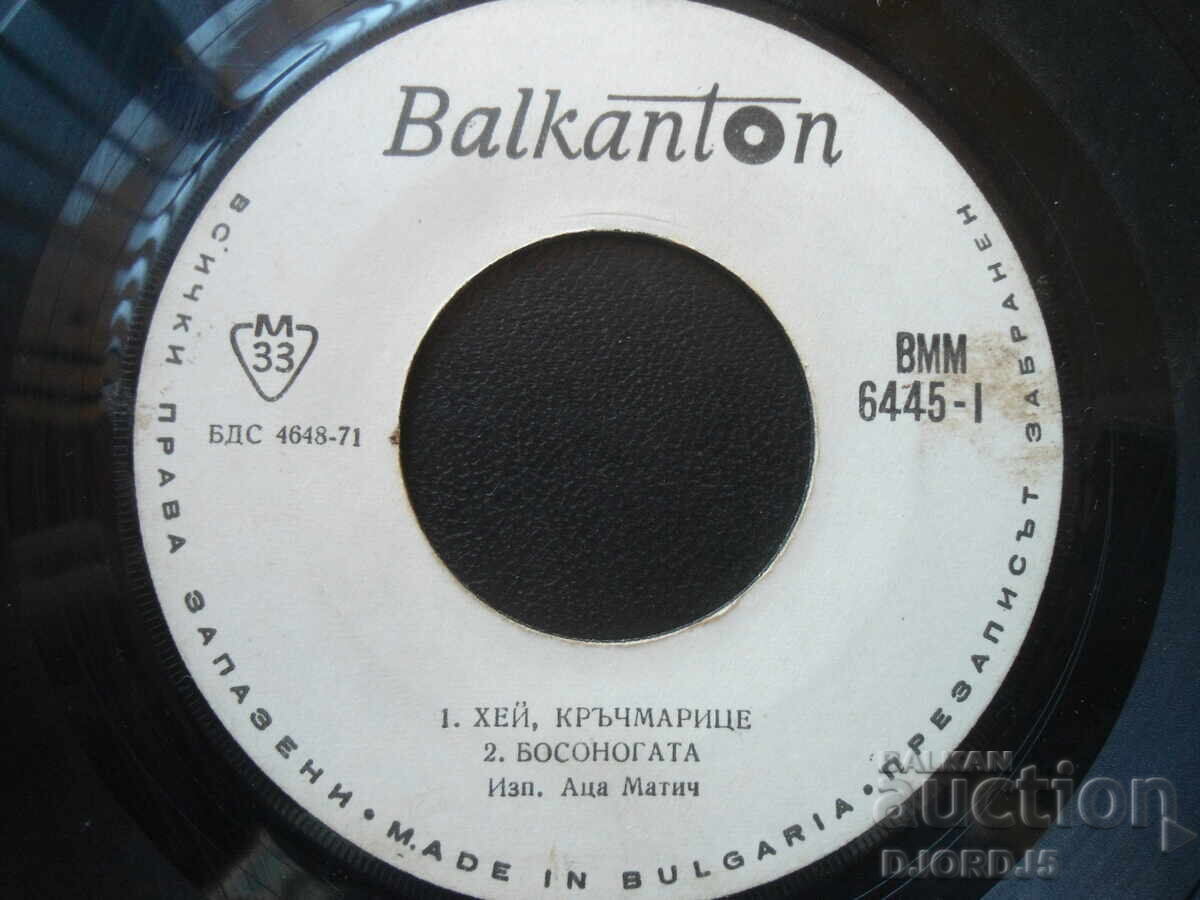 Balkanton
ВСИЧКИ ПРАВА ЗАПАЗЕНИ • MADE IN BULGARIA • ПРЕЗАПИСЪТ ЗАБРАНЕН
M
33
БДС 4648-71
ВММ
6445-I
1. ХЕЙ, КРЪЧМАРИЦЕ
2. БОСОНОГАТА
Изп. Аца Матич
BALKAN
auction
DJORDJ5